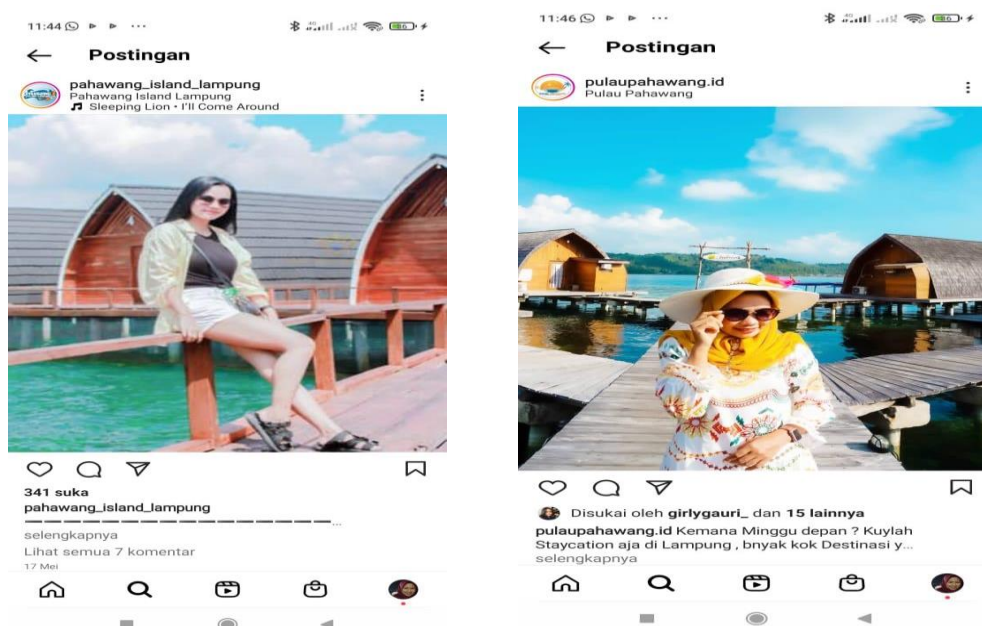 11:44
Postingan
pahawang_island_lampung
Pahawang Island Lampung
Sleeping Lion • I'll Come Around
341 suka
pahawang_island_lampung
selengkapnya
Lihat semua 7 komentar
17 Mei
11:46
Postingan
pulaupahawang.id
Pulau Pahawang
Disukai oleh girlygauri_ dan 15 lainnya
pulaupahawang.id Kemana Minggu depan ? Kuylah
Staycation aja di Lampung , bnyak kok Destinasi y...
selengkapnya